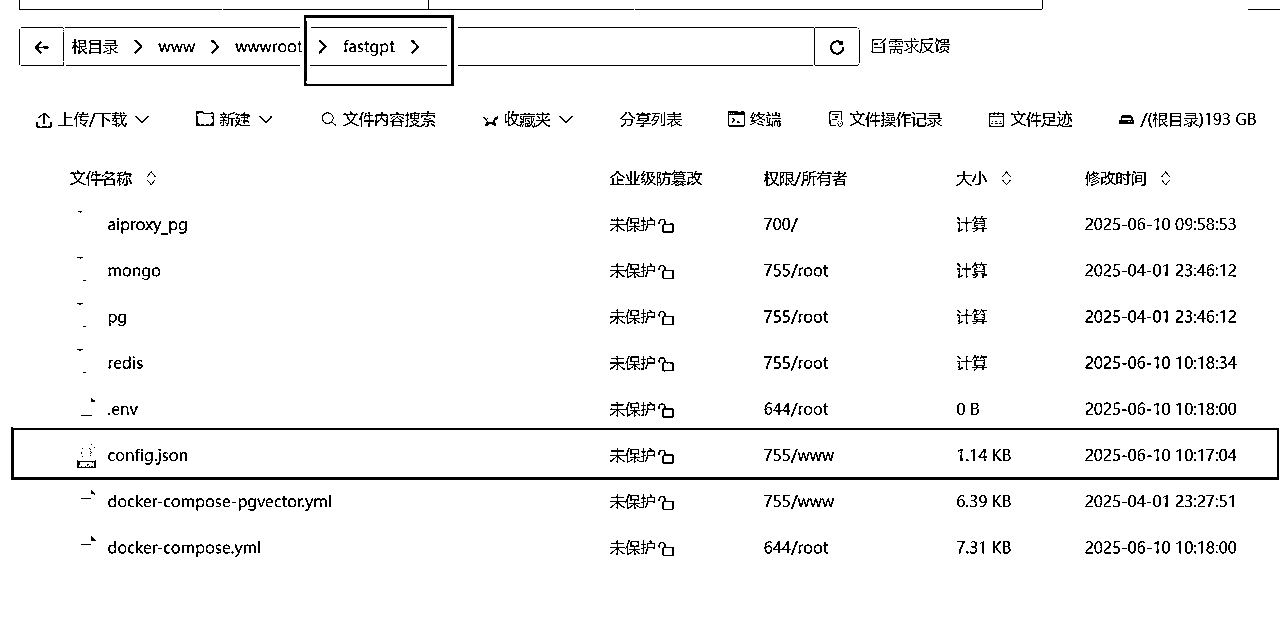 根目录 www wwwroot fastgpt 需求反馈
上传/下载 新建 文件内容搜索 收藏夹 分享列表 终端 文件操作记录 文件足迹 /(根目录)193 GB
文件名称 企业级防篡改 权限/所有者 大小 修改时间
aiproxy_pg 未保护 700/ 计算 2025-06-10 09:58:53
mongo 未保护 755/root 计算 2025-04-01 23:46:12
pg 未保护 755/root 计算 2025-04-01 23:46:12
redis 未保护 755/root 计算 2025-06-10 10:18:34
.env 未保护 644/root 0 B 2025-06-10 10:18:00
config.json 未保护 755/www 1.14 KB 2025-06-10 10:17:04
docker-compose-pgvector.yml 未保护 755/www 6.39 KB 2025-04-01 23:27:51
docker-compose.yml 未保护 644/root 7.31 KB 2025-06-10 10:18:00